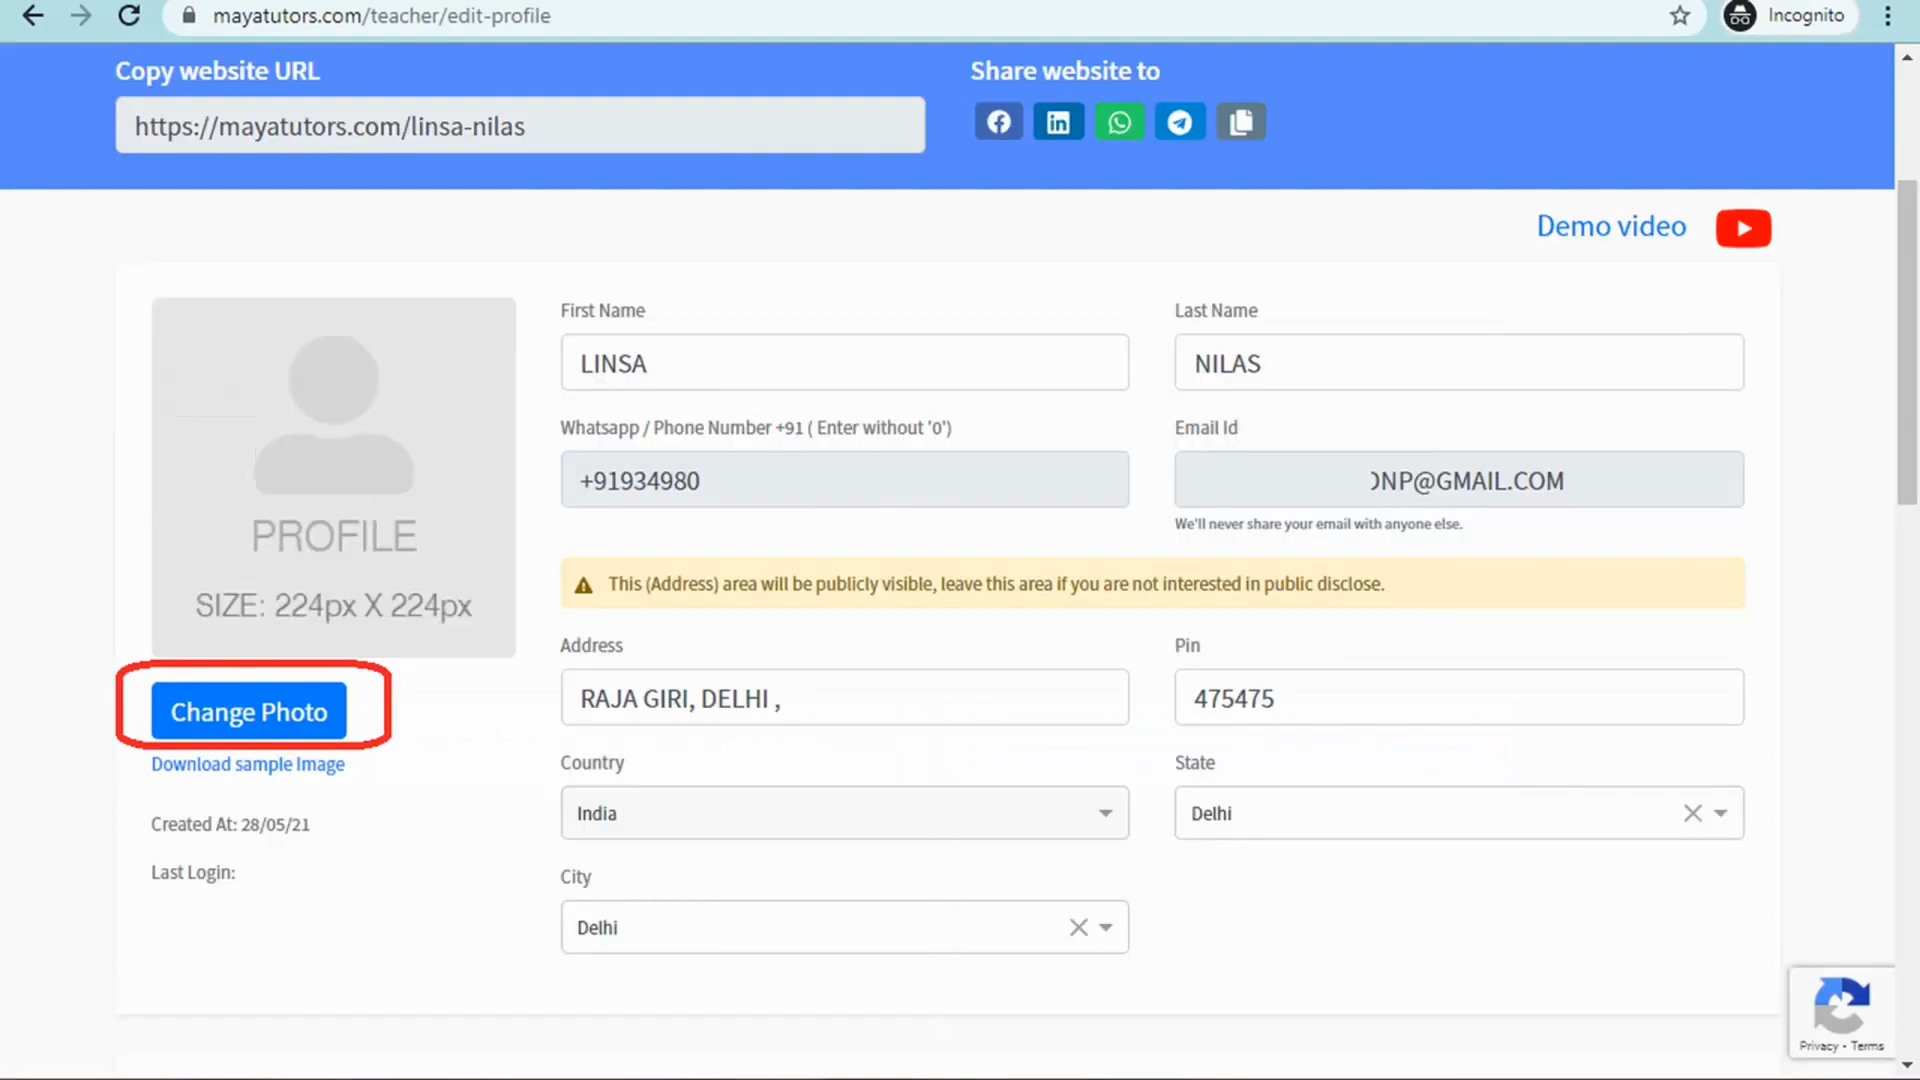 mayatutors.com/teacher/edit-profile
Incognito
Copy website URL
Share website to
https://mayatutors.com/linsa-nilas
Demo video
PROFILE
SIZE: 224px X 224px
Change Photo
Download sample Image
Created At: 28/05/21
Last Login:
First Name
Last Name
LINSA
NILAS
Whatsapp / Phone Number +91 ( Enter without '0')
Email Id
+91934980
NP@GMAIL.COM
We'll never share your email with anyone else.
This (Address) area will be publicly visible, leave this area if you are not interested in public disclose.
Address
Pin
RAJA GIRI, DELHI ,
475475
Country
State
India
Delhi
City
Delhi
Privacy - Terms